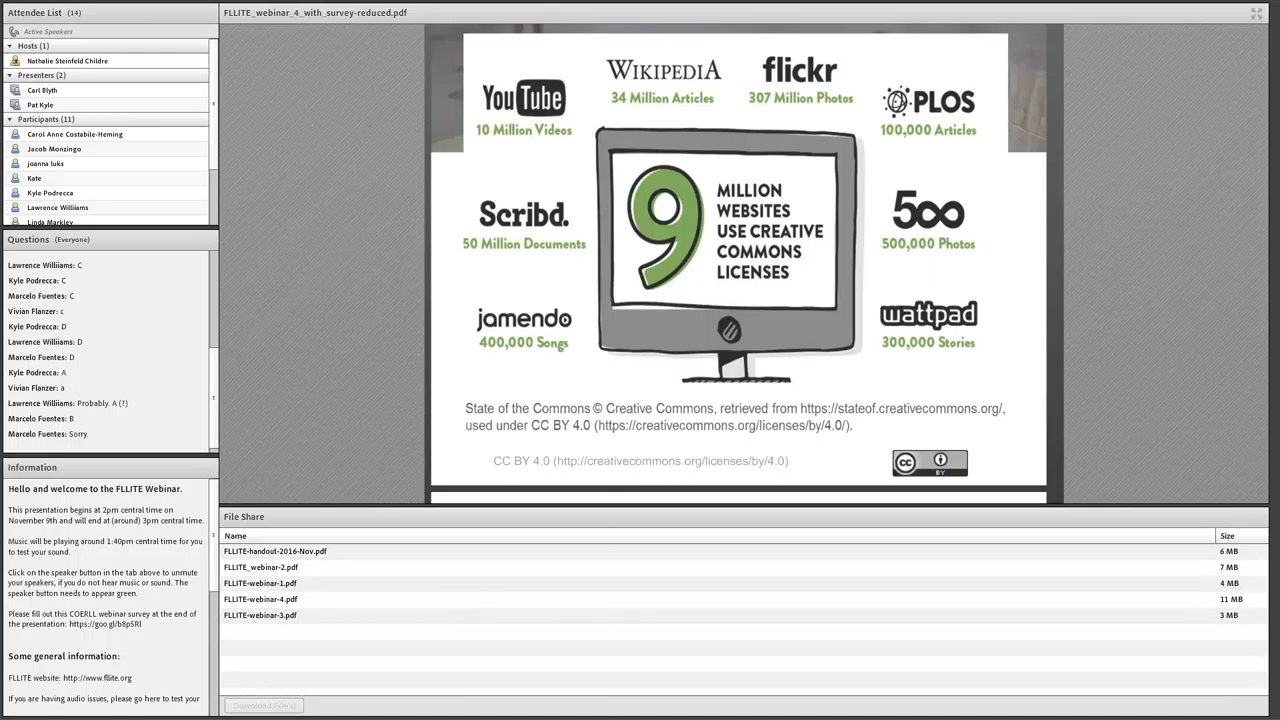 Attendee List (14)
Active Speakers
Hosts (1)
Nathalie Steinfeld Childre
Presenters (2)
Carl Blyth
Pat Kyle
Participants (11)
Carol Anne Costabile-Heming
Jacob Monzingo
joanna luks
Kate
Kyle Podrecca
Lawrence Williiams
Linda Markley
Questions (Everyone)
Lawrence Williiams: C
Kyle Podrecca: A
Marcelo Fuentes: C
Vivian Flanzer: c
Kyle Podrecca: D
Lawrence Williiams: D
Marcelo Fuentes: D
Kyle Podrecca: A
Vivian Flanzer: a
Lawrence Williiams: Probably. A (?)
Marcelo Fuentes: B
Marcelo Fuentes: Sorry.
Information
Hello and welcome to the FLLITE Webinar.
This presentation begins at 2pm central time on
November 9th and will end at (around) 3pm central time.
Music will be playing around 1:40pm central time for you
to test your sound.
Click on the speaker button in the tab above to unmute
your speakers, if you do not hear music or sound. The
speaker button needs to appear green.
Please fill out this COERLL webinar survey at the end of
the presentation: https://goo.gl/b8p5Rl
Some general information:
FLLITE website: http://www.fllite.org
If you are having audio issues, please go here to test your
FLLITE_webinar_4_with_survey-reduced.pdf
YouTube
10 Million Videos
WIKIPEDIA
34 Million Articles
flickr
307 Million Photos
PLOS
100,000 Articles
Scribd.
50 Million Documents
9
MILLION
WEBSITES
USE CREATIVE
COMMONS
LICENSES
500
500,000 Photos
jamendo
400,000 Songs
wattpad
300,000 Stories
State of the Commons © Creative Commons, retrieved from https://stateof.creativecommons.org/,
used under CC BY 4.0 (https://creativecommons.org/licenses/by/4.0/).
CC BY 4.0 (http://creativecommons.org/licenses/by/4.0)
cc
BY
File Share
Name Size
FLLITE-handout-2016-Nov.pdf 6 MB
FLLITE_webinar-2.pdf 7 MB
FLLITE-webinar-1.pdf 4 MB
FLLITE-webinar-4.pdf 11 MB
FLLITE-webinar-3.pdf 3 MB
Download File(s)